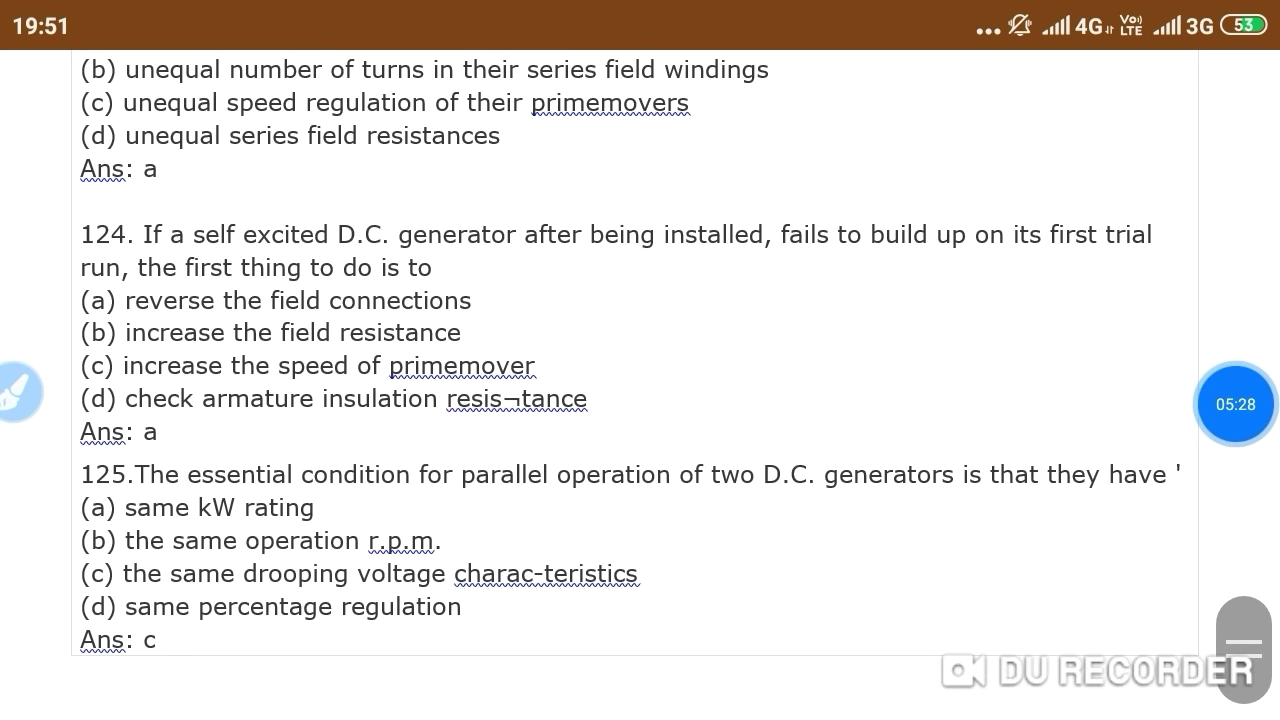 19:51
... 4G VoLTE 3G 53
(b) unequal number of turns in their series field windings
(c) unequal speed regulation of their primemovers
(d) unequal series field resistances
Ans: a
124. If a self excited D.C. generator after being installed, fails to build up on its first trial
run, the first thing to do is to
(a) reverse the field connections
(b) increase the field resistance
(c) increase the speed of primemover
(d) check armature insulation resis¬tance
Ans: a
125.The essential condition for parallel operation of two D.C. generators is that they have '
(a) same kW rating
(b) the same operation r.p.m.
(c) the same drooping voltage charac-teristics
(d) same percentage regulation
Ans: c
05:28
DU RECORDER